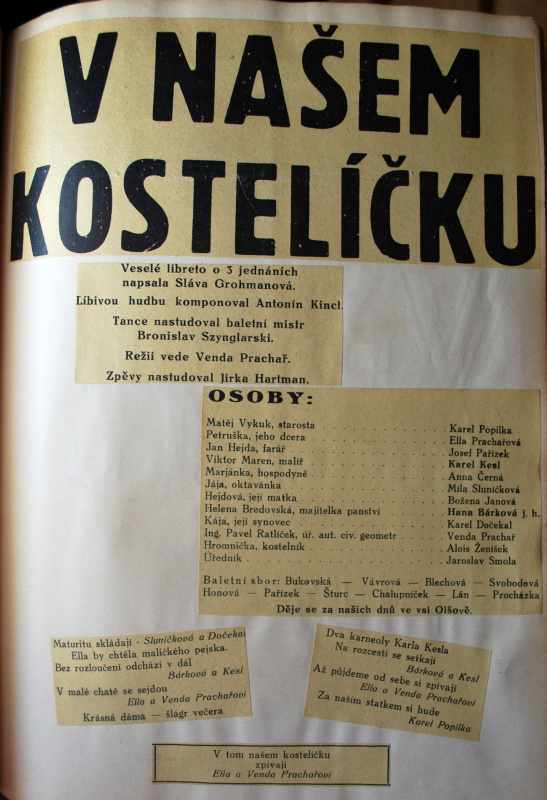 V NAŠEM
KOSTELÍČKU
Veselé libreto o 3 jednáních
napsala Sláva Grohmanová.
Líbivou hudbu komponoval Antonín Kincl.
Tance nastudoval baletní mistr
Bronislav Szynglarski.
Režii vede Venda Prachař.
Zpěvy nastudoval Jirka Hartman.
OSOBY:
Matěj Vykuk, starosta . . . Karel Popilka
Petruška, jeho dcera . . . Ella Prachařová
Jan Hejda, farář . . . Josef Pařízek
Viktor Maren, malíř . . . Karel Kesl
Marjánka, hospodyně . . . Anna Černá
Jája, oktavánka . . . Míla Sluníčková
Hejdová, její matka . . . Božena Janová
Helena Bredovská, majitelka panství . . . Hana Bárková j. h.
Kája, její synovec . . . Karel Dočekal
Ing. Pavel Ratlíček, úř. aut. civ. geometr . . . Venda Prachař
Hromnička, kostelník . . . Alois Ženíšek
Úředník . . . Jaroslav Smola
Baletní sbor: Bukovská — Vávrová — Blechová — Svobodová
Honová — Pařízek — Šturc — Chalupníček — Lán — Procházka
Děje se za našich dnů ve vsi Olšově.
Maturitu skládají - Sluníčková a Dočekal
Ella by chtěla maličkého pejska.
Bez rozloučení odchází v dál
Bárková a Kesl
V malé chatě se sejdou
Ella a Venda Prachařovi
Krásná dáma — šlágr večera
Dva karneoly Karla Kesla
Na rozcestí se setkají
Bárková a Kesl
Až půjdeme od sebe si zpívají
Ella a Venda Prachařovi
Za naším statkem si hude
Karel Popilka
V tom našem kostelíčku
zpívají
Ella a Venda Prachařovi